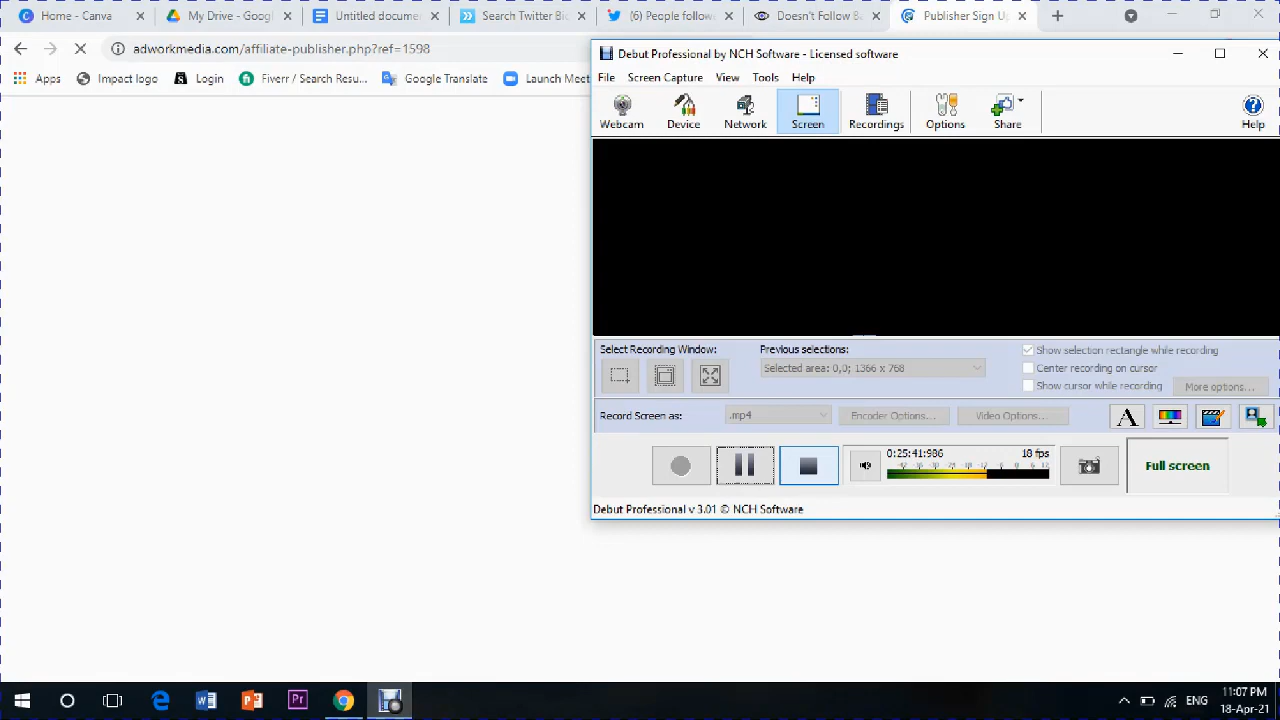 Home - Canva
My Drive - Googl
Untitled docume
Search Twitter Bi
(6) People follow
Doesn't Follow B
Publisher Sign U
adworkmedia.com/affiliate-publisher.php?ref=1598
Apps
Impact logo
Login
Fiverr / Search Resu...
Google Translate
Launch Meet
Debut Professional by NCH Software - Licensed software
File Screen Capture View Tools Help
Webcam Device Network Screen Recordings Options Share Help
Select Recording Window:
Previous selections:
Show selection rectangle while recording
Selected area: 0,0; 1366 x 768
Center recording on cursor
Show cursor while recording
More options...
Record Screen as:
.mp4
Encoder Options...
Video Options...
0:25:41:986
18 fps
Full screen
Debut Professional v 3.01 © NCH Software
ENG
11:07 PM
18-Apr-21